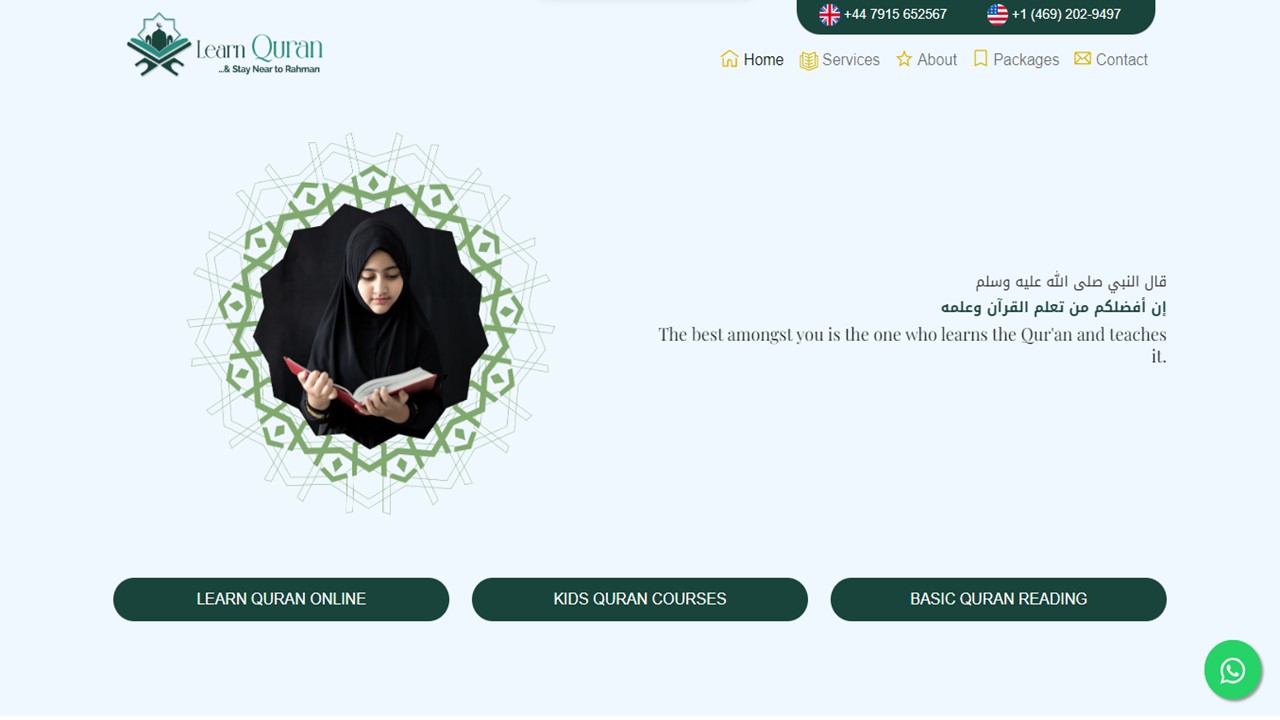 +44 7915 652567
+1 (469) 202-9497
Learn Quran
...& Stay Near to Rahman
Home
Services
About
Packages
Contact
قال النبي صلى الله عليه وسلم
إن أفضلكم من تعلم القرآن وعلمه
The best amongst you is the one who learns the Qur'an and teaches
it.
LEARN QURAN ONLINE
KIDS QURAN COURSES
BASIC QURAN READING